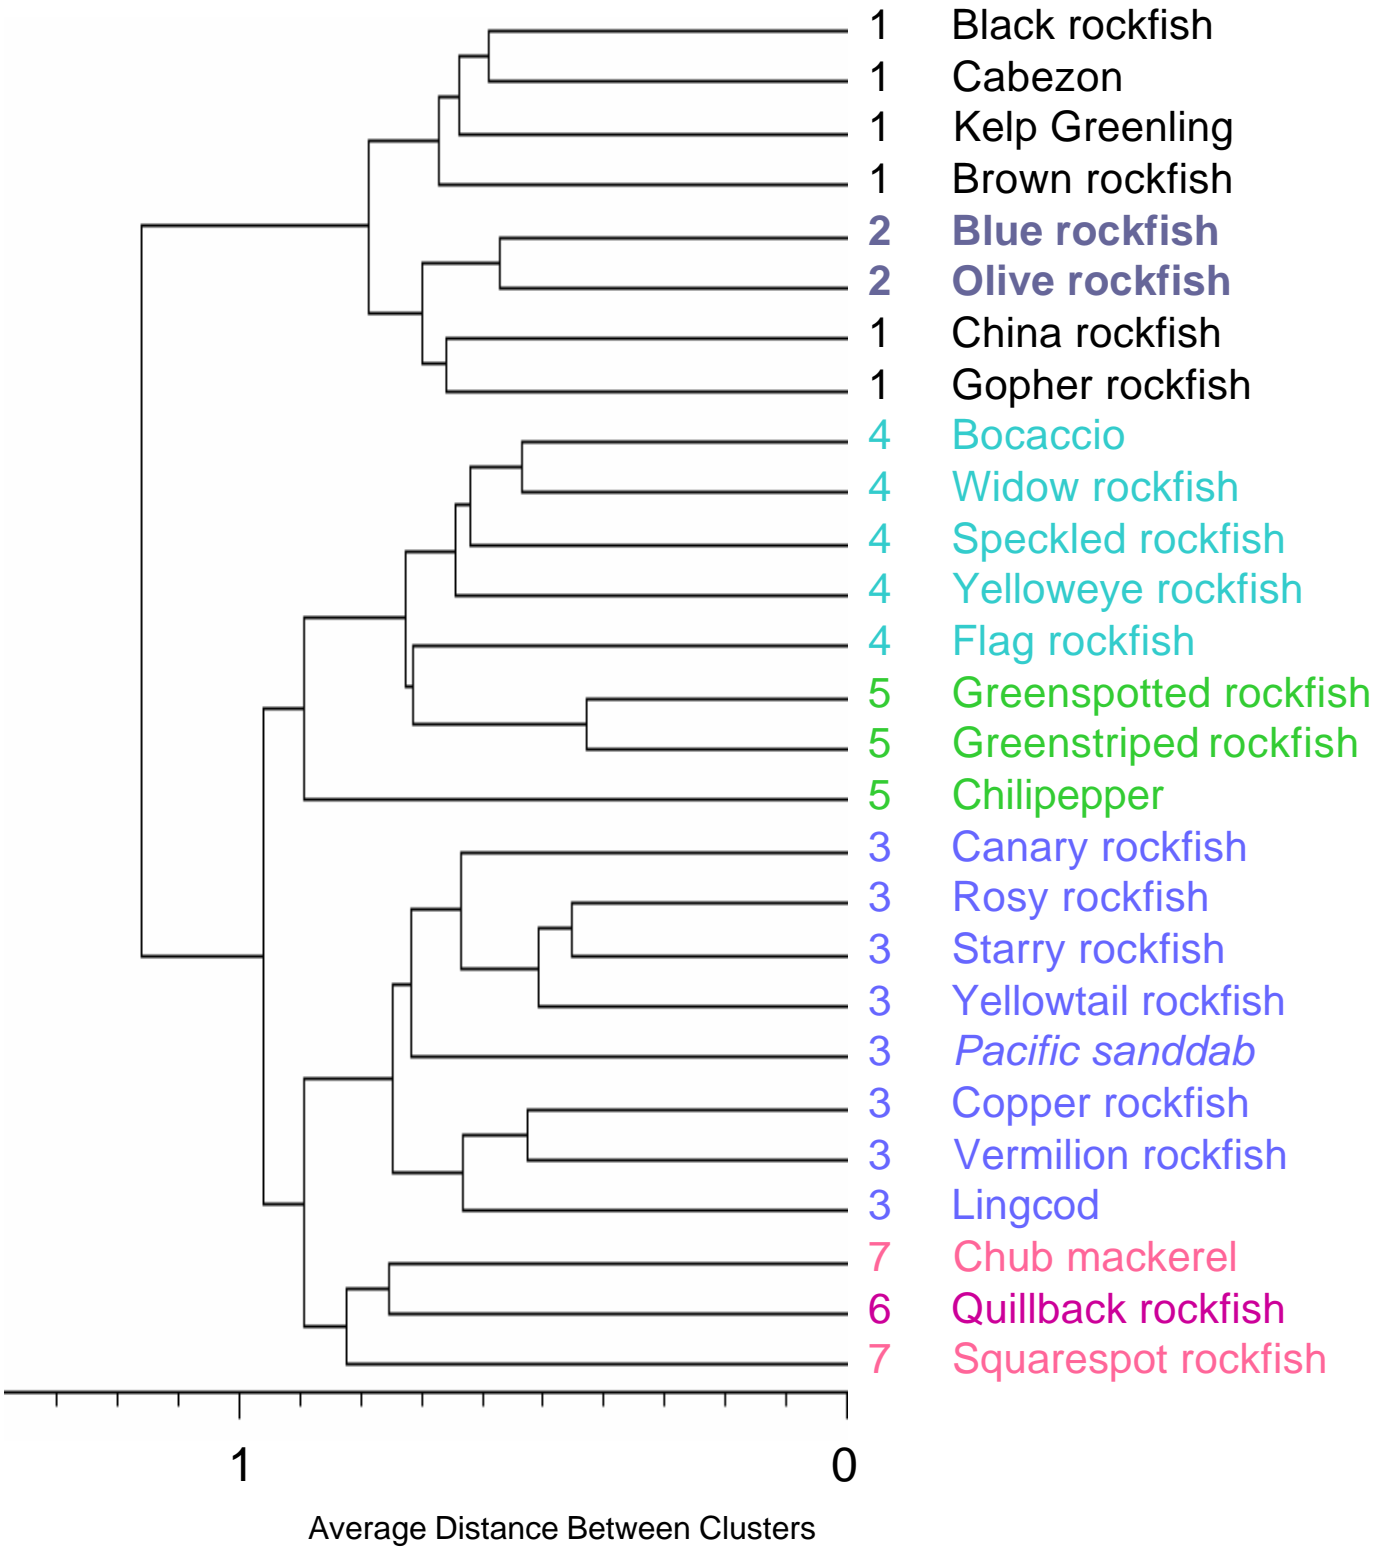 1 Black rockfish
1 Cabezon
1 Kelp Greenling
1 Brown rockfish
2 Blue rockfish
2 Olive rockfish
1 China rockfish
1 Gopher rockfish
4 Bocaccio
4 Widow rockfish
4 Speckled rockfish
4 Yelloweye rockfish
4 Flag rockfish
5 Greenspotted rockfish
5 Greenstriped rockfish
5 Chilipepper
3 Canary rockfish
3 Rosy rockfish
3 Starry rockfish
3 Yellowtail rockfish
3 Pacific sanddab
3 Copper rockfish
3 Vermilion rockfish
3 Lingcod
7 Chub mackerel
6 Quillback rockfish
7 Squarespot rockfish
1 0
Average Distance Between Clusters